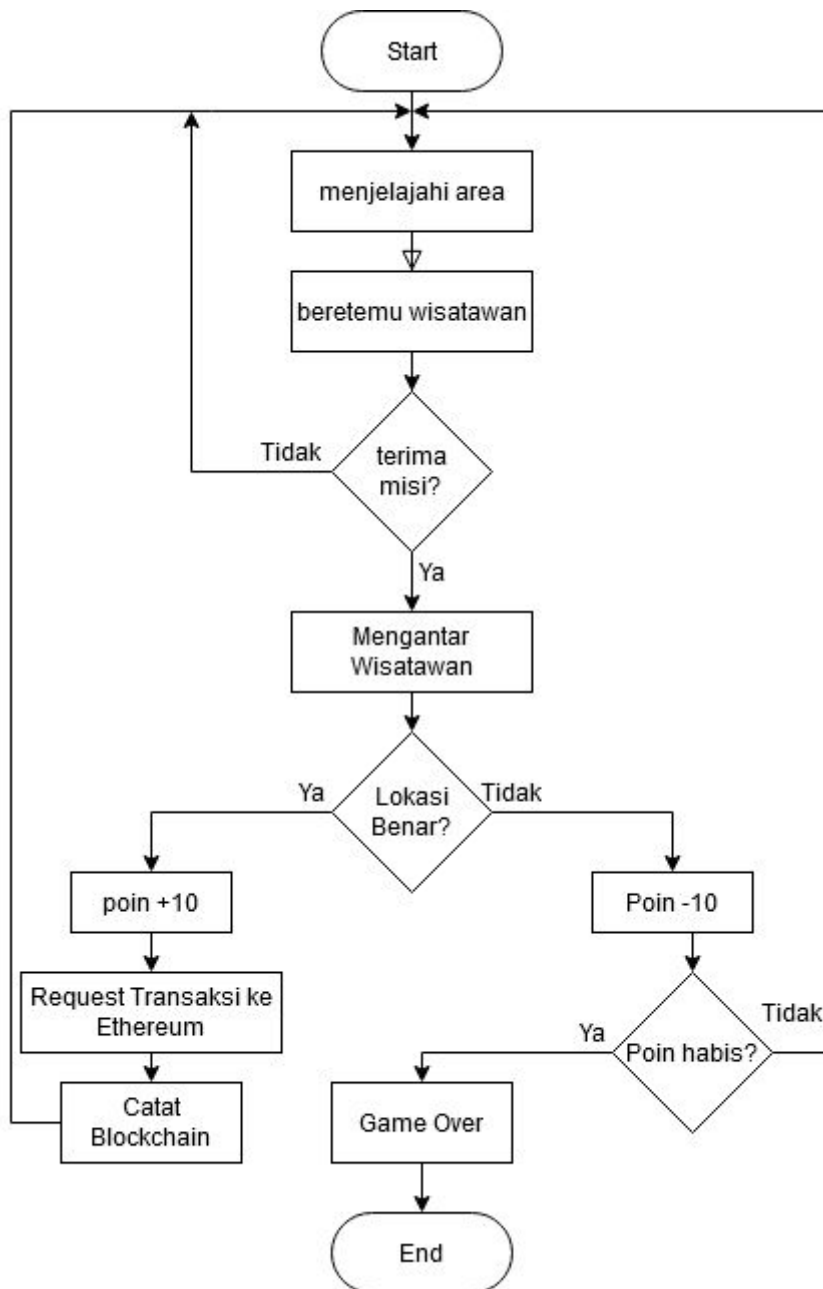 Start
menjelajahi area
beretemu wisatawan
Tidak
terima
misi?
Ya
Mengantar
Wisatawan
Ya
Lokasi
Benar?
Tidak
poin +10
Poin -10
Request Transaksi ke
Ethereum
Ya
Poin habis?
Tidak
Catat
Blockchain
Game Over
End